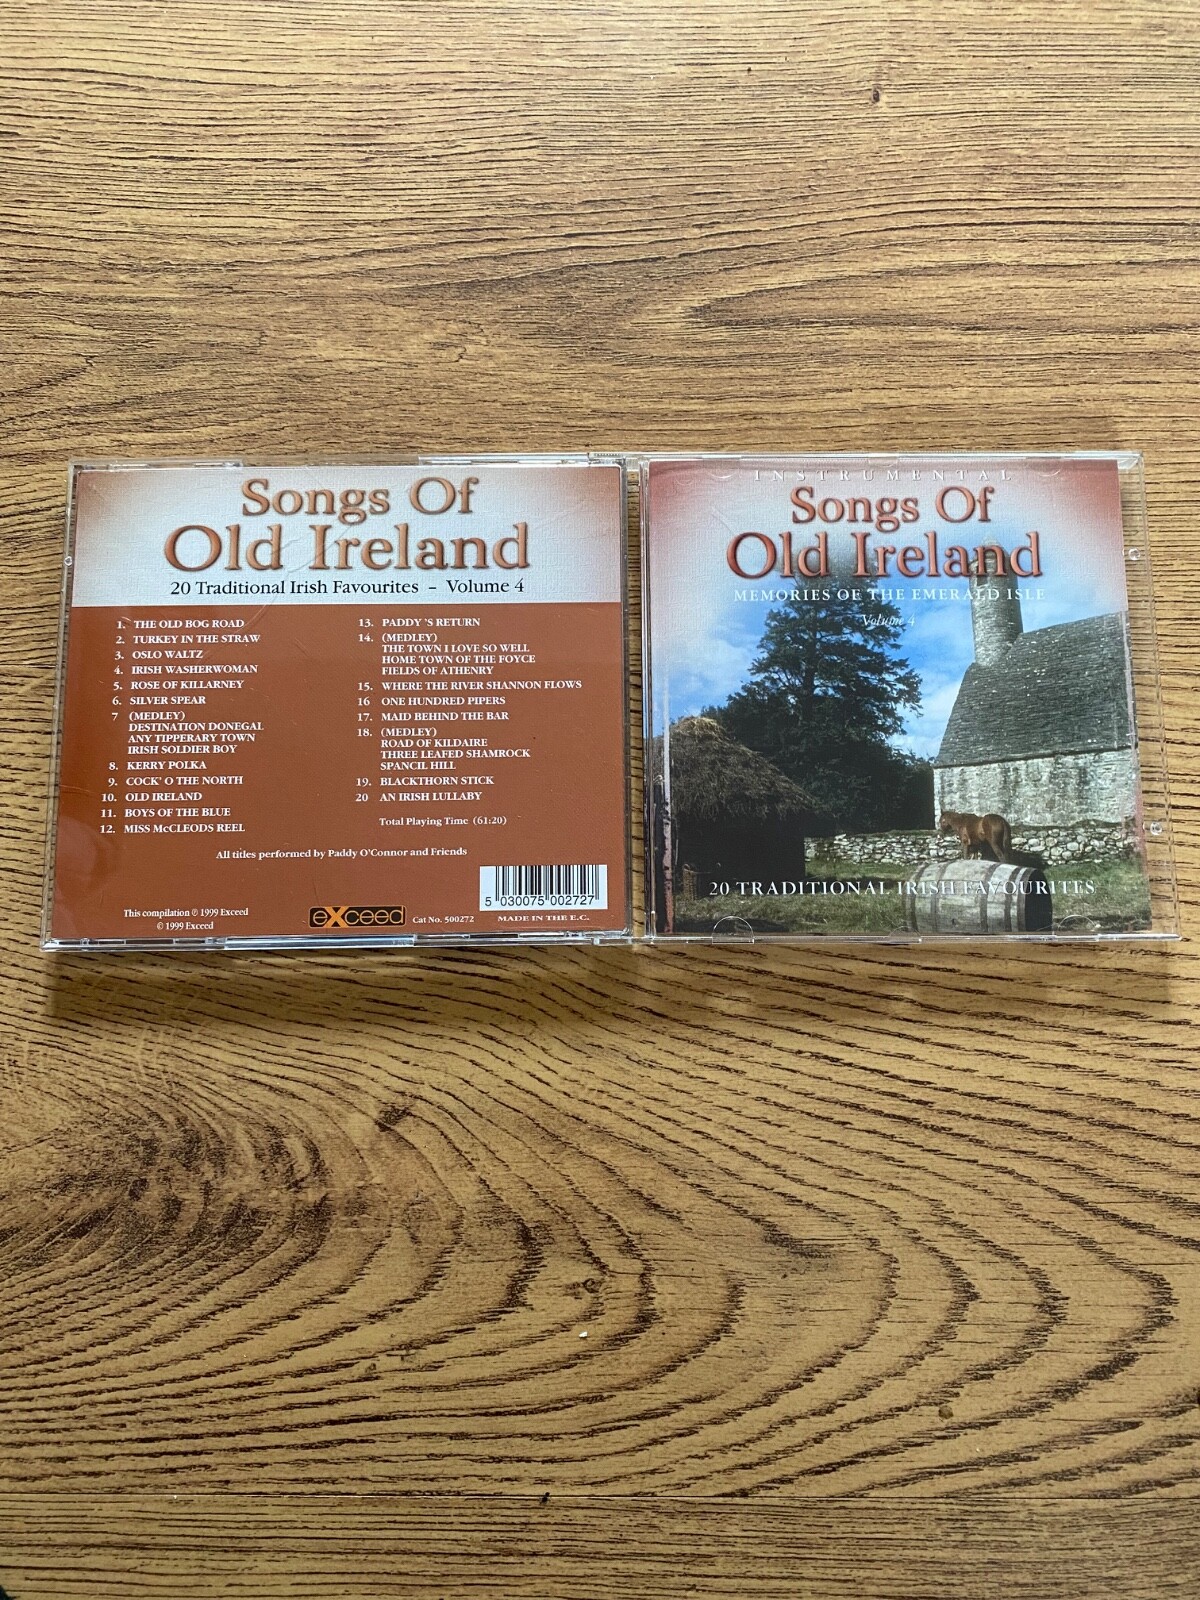 Songs Of
Old Ireland
20 Traditional Irish Favourites - Volume 4
1. THE OLD BOG ROAD
2. TURKEY IN THE STRAW
3. OSLO WALTZ
4. IRISH WASHERWOMAN
5. ROSE OF KILLARNEY
6. SILVER SPEAR
7 (MEDLEY)
DESTINATION DONEGAL
ANY TIPPERARY TOWN
IRISH SOLDIER BOY
8. KERRY POLKA
9. COCK' O THE NORTH
10. OLD IRELAND
11. BOYS OF THE BLUE
12. MISS McCLEODS REEL
13. PADDY 'S RETURN
14. (MEDLEY)
THE TOWN I LOVE SO WELL
HOME TOWN OF THE FOYCE
FIELDS OF ATHENRY
15. WHERE THE RIVER SHANNON FLOWS
16 ONE HUNDRED PIPERS
17. MAID BEHIND THE BAR
18. (MEDLEY)
ROAD OF KILDAIRE
THREE LEAFED SHAMROCK
SPANCIL HILL
19. BLACKTHORN STICK
20 AN IRISH LULLABY
Total Playing Time (61:20)
All titles performed by Paddy O'Connor and Friends
This compilation ℗ 1999 Exceed
© 1999 Exceed
eXceed
Cat No. 500272
5 030075 002727
MADE IN THE E.C.
INSTRUMENTAL
Songs Of
Old Ireland
MEMORIES OF THE EMERALD ISLE
Volume 4
20 TRADITIONAL IRISH FAVOURITES